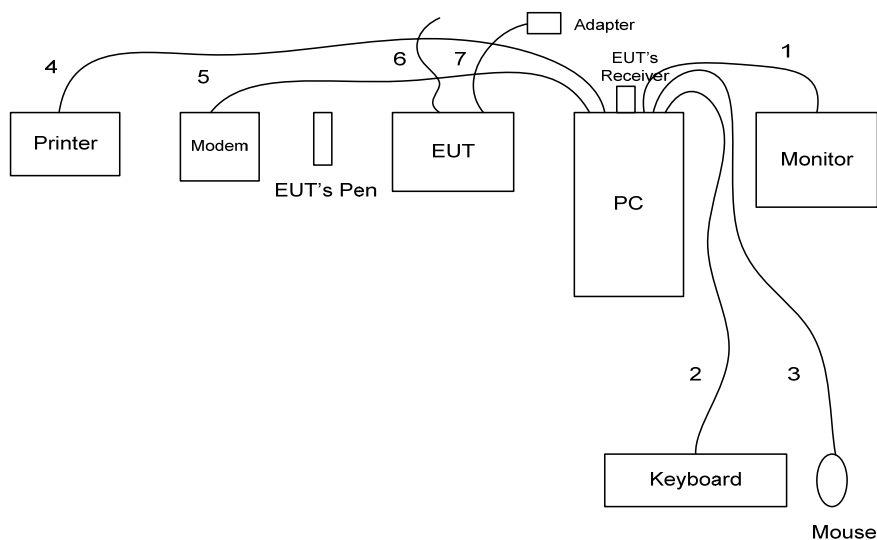 Adapter
4
6
7
EUT's
Receiver
1
5
Printer
Modem
EUT's Pen
EUT
PC
Monitor
2
3
Keyboard
Mouse